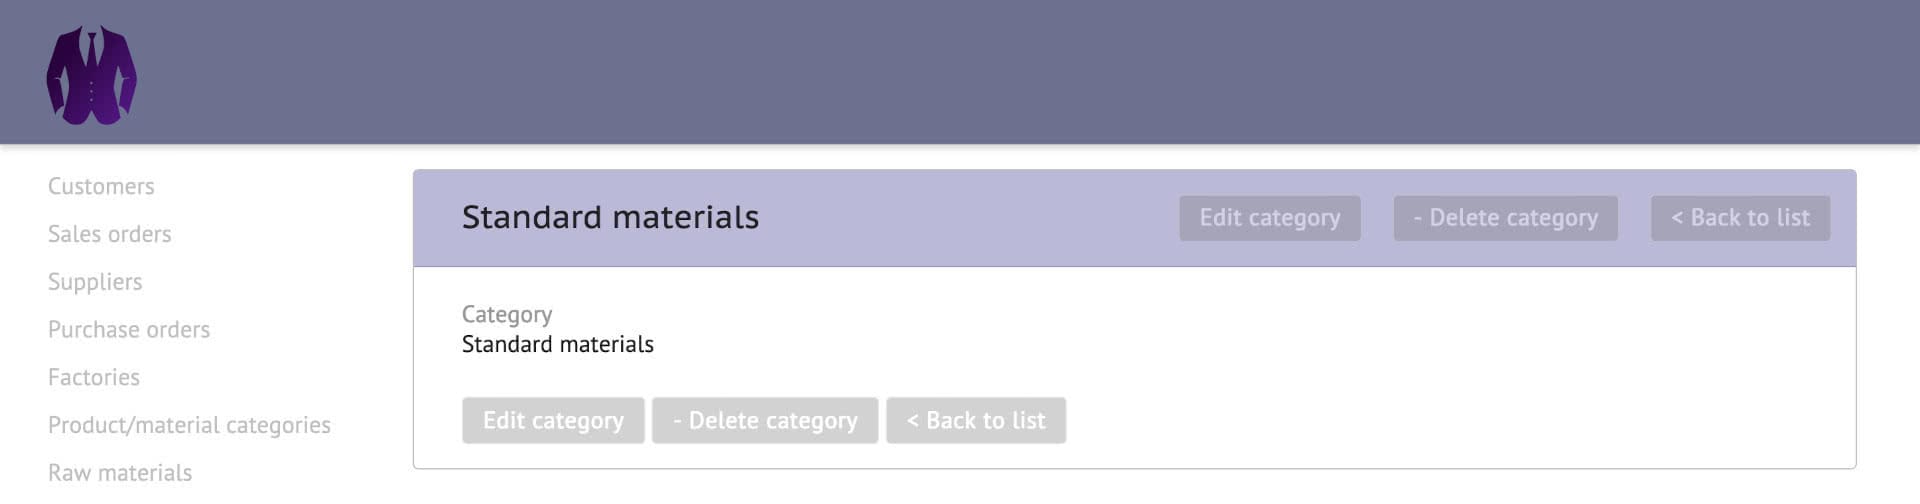 Customers
Sales orders
Suppliers
Purchase orders
Factories
Product/material categories
Raw materials
Standard materials
Edit category
- Delete category
< Back to list
Category
Standard materials
Edit category
- Delete category
< Back to list